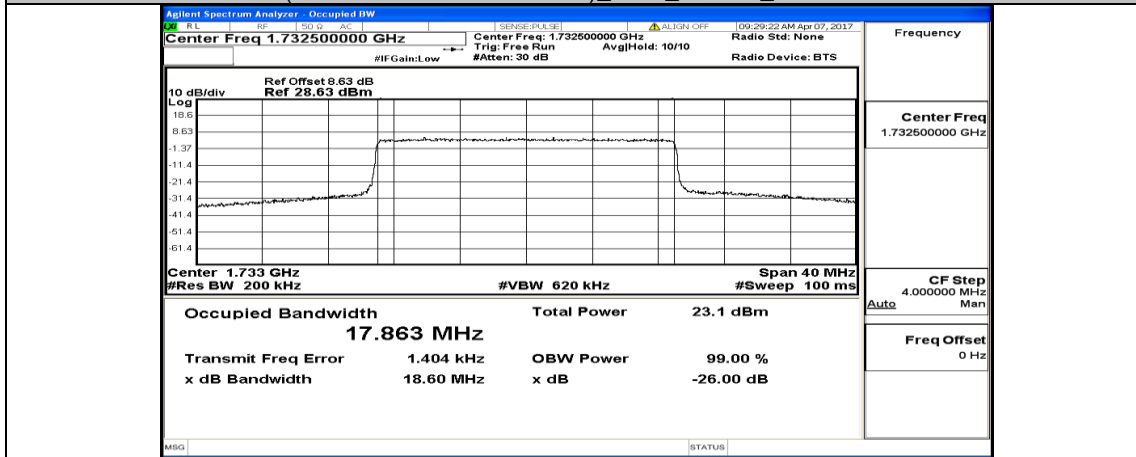 Agilent Spectrum Analyzer - Occupied BW
LXI RL RF 50 Ω AC SENSE:PULSE ALIGN OFF 09:29:22 AM Apr 07, 2017
Center Freq 1.732500000 GHz
Center Freq: 1.732500000 GHz
Radio Std: None
Trig: Free Run Avg|Hold: 10/10
#IFGain:Low #Atten: 30 dB Radio Device: BTS
Ref Offset 8.63 dB
10 dB/div Ref 28.63 dBm
Log
18.6
8.63
-1.37
-11.4
-21.4
-31.4
-41.4
-51.4
-61.4
Center 1.733 GHz Span 40 MHz
#Res BW 200 kHz #VBW 620 kHz #Sweep 100 ms
Occupied Bandwidth Total Power 23.1 dBm
17.863 MHz
Transmit Freq Error 1.404 kHz OBW Power 99.00 %
x dB Bandwidth 18.60 MHz x dB -26.00 dB
MSG STATUS
Frequency
Center Freq
1.732500000 GHz
CF Step
4.000000 MHz
Auto Man
Freq Offset
0 Hz